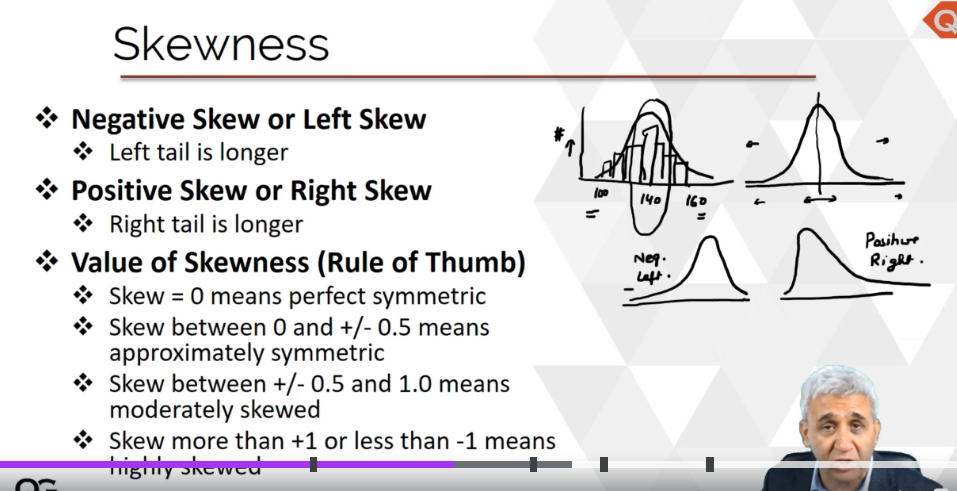 Skewness
❖ Negative Skew or Left Skew
❖ Left tail is longer
❖ Positive Skew or Right Skew
❖ Right tail is longer
❖ Value of Skewness (Rule of Thumb)
❖ Skew = 0 means perfect symmetric
❖ Skew between 0 and +/- 0.5 means
approximately symmetric
❖ Skew between +/- 0.5 and 1.0 means
moderately skewed
❖ Skew more than +1 or less than -1 means
highly skewed
#
100
140
160
Neg.
Left.
Positive
Right.
Q